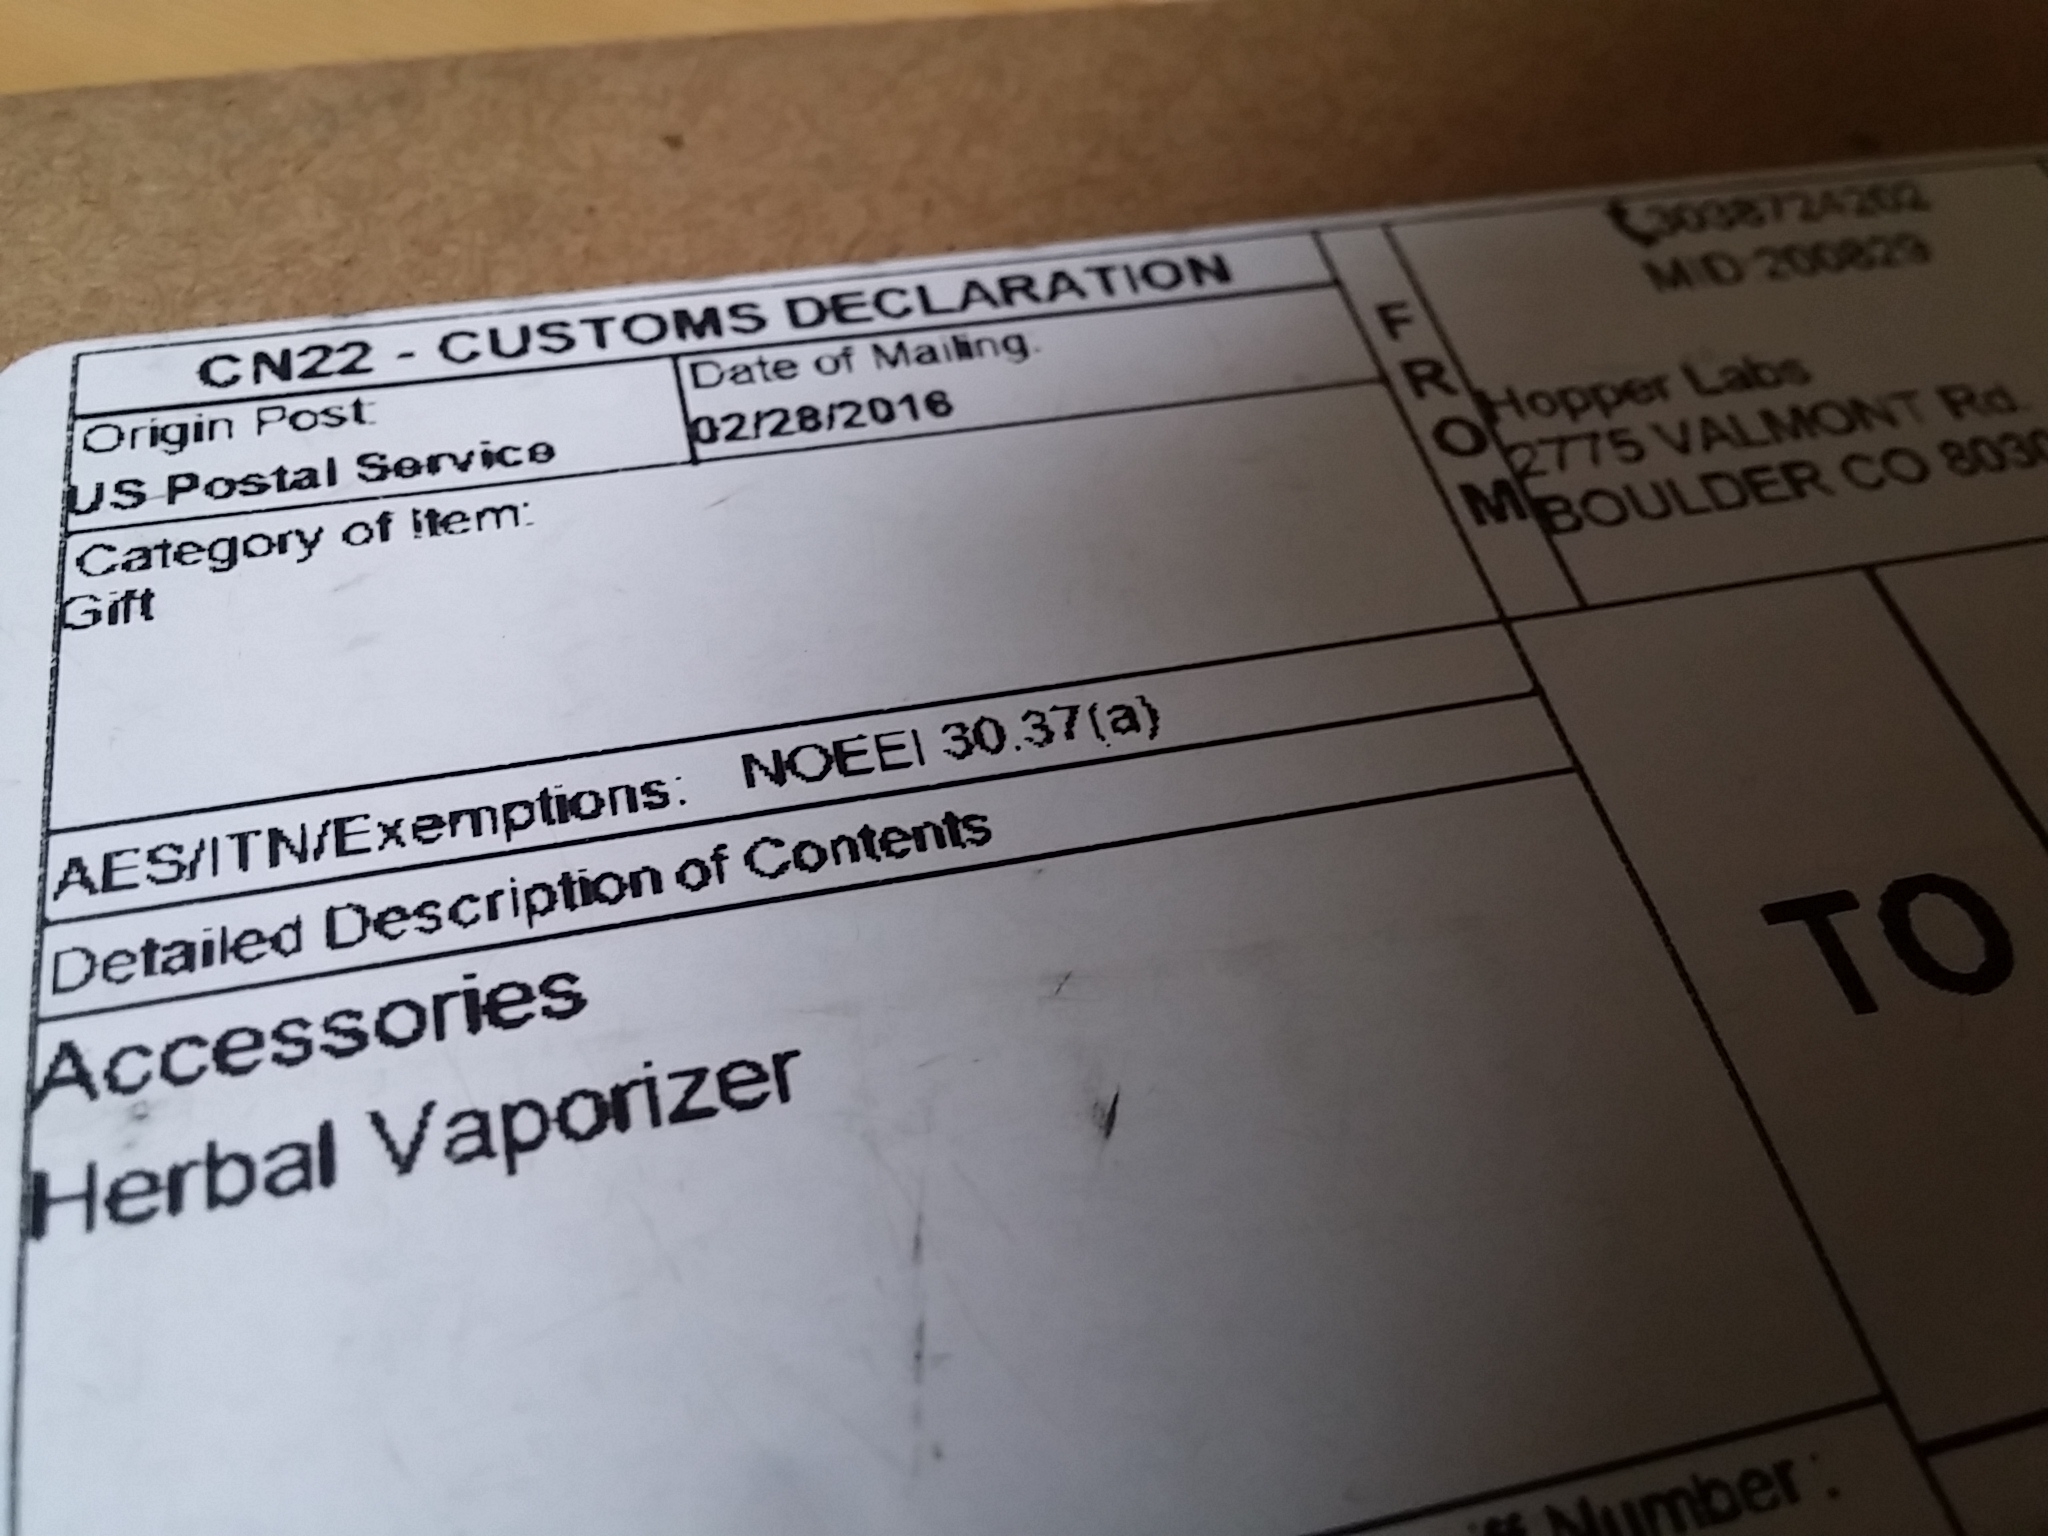 CN22 - CUSTOMS DECLARATION
Origin Post:
US Postal Service
Date of Mailing:
02/28/2016
Category of Item:
Gift
AES/ITN/Exemptions: NOEEI 30.37(a)
Detailed Description of Contents
Accessories
Herbal Vaporizer
FROM
3038724202
MID 200829
Hopper Labs
2775 VALMONT Rd.
BOULDER CO
TO
Number: